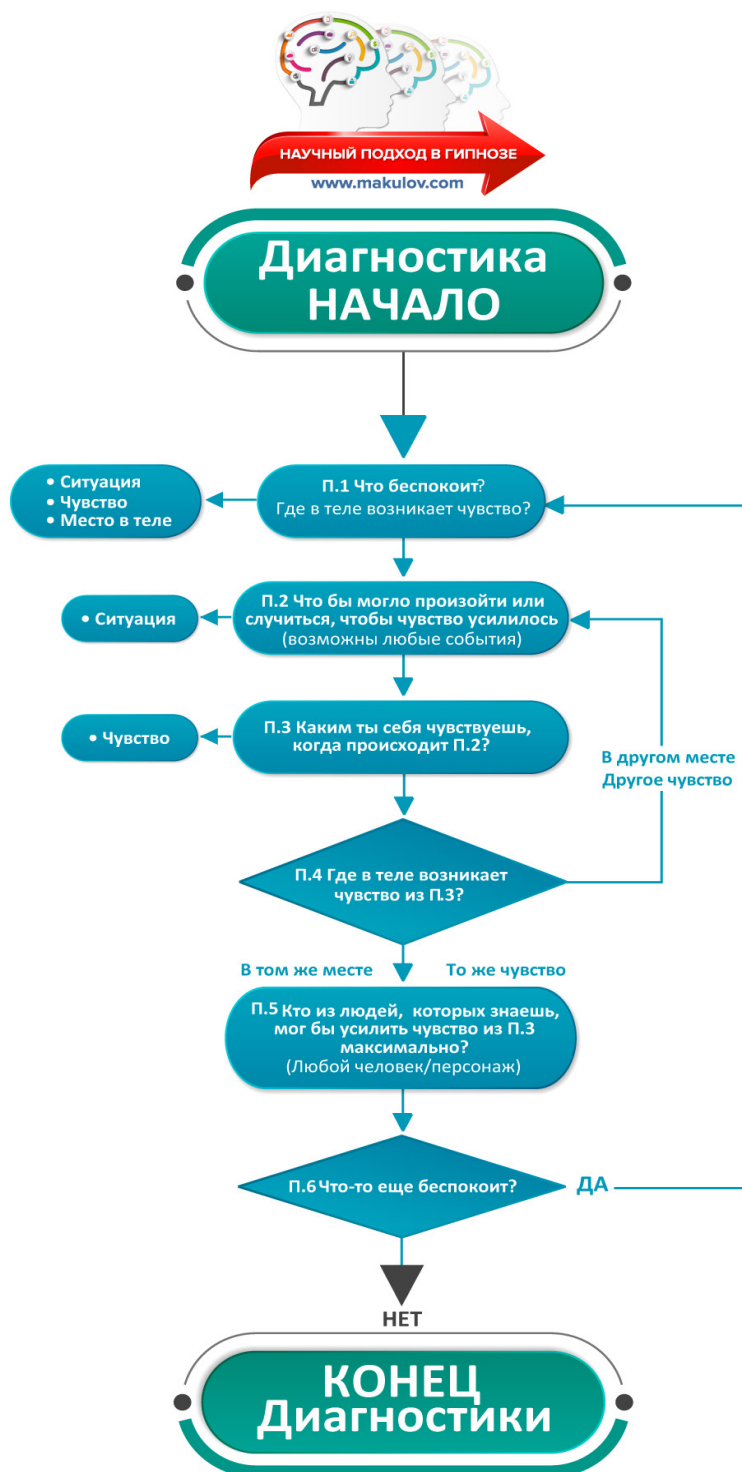 НАУЧНЫЙ ПОДХОД В ГИПНОЗЕ
www.makulov.com
Диагностика
НАЧАЛО
П.1 Что беспокоит?
Где в теле возникает чувство?
• Ситуация
• Чувство
• Место в теле
П.2 Что бы могло произойти или
случиться, чтобы чувство усилилось
(возможны любые события)
• Ситуация
П.3 Каким ты себя чувствуешь,
когда происходит П.2?
• Чувство
В другом месте
Другое чувство
П.4 Где в теле возникает
чувство из П.3?
В том же месте
То же чувство
П.5 Кто из людей, которых знаешь,
мог бы усилить чувство из П.3
максимально?
(Любой человек/персонаж)
П.6 Что-то еще беспокоит?
ДА
НЕТ
КОНЕЦ
Диагностики